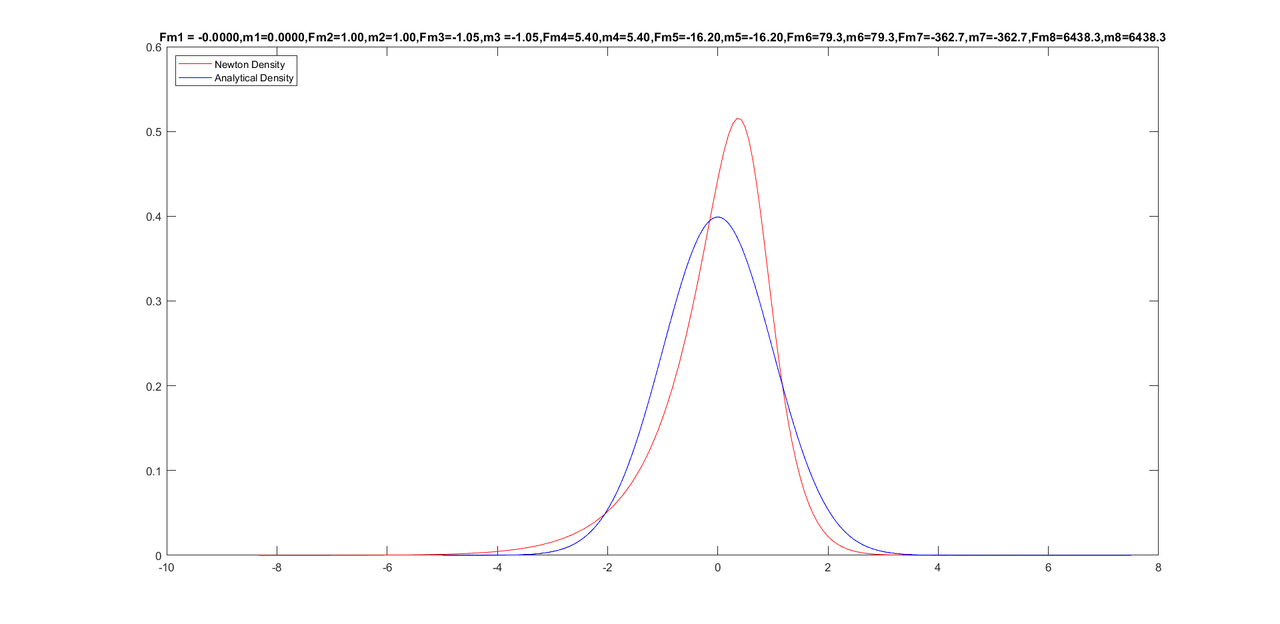 Fm1 = -0.0000,m1=0.0000,Fm2=1.00,m2=1.00,Fm3=-1.05,m3 =-1.05,Fm4=5.40,m4=5.40,Fm5=-16.20,m5=-16.20,Fm6=79.3,m6=79.3,Fm7=-362.7,m7=-362.7,Fm8=6438.3,m8=6438.3
Newton Density
Analytical Density
0.6
0.5
0.4
0.3
0.2
0.1
0
-10 -8 -6 -4 -2 0 2 4 6 8